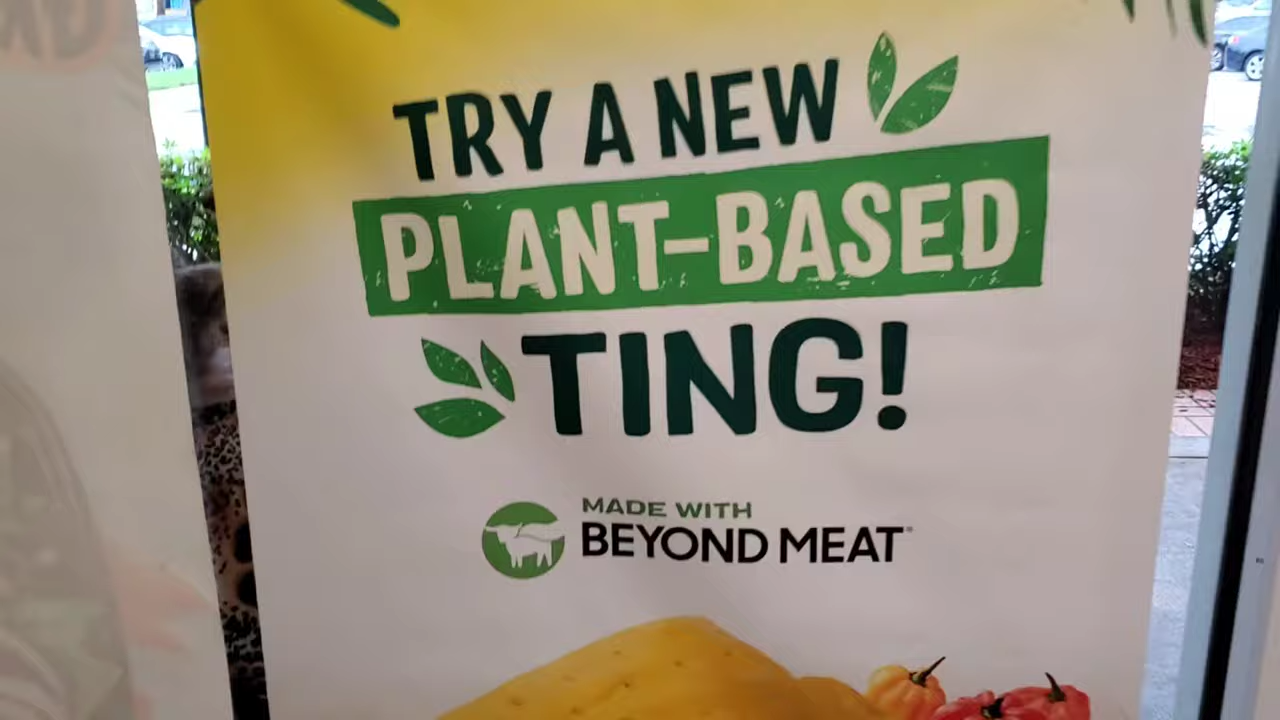 TRY A NEW
PLANT-BASED
TING!
MADE WITH
BEYOND MEAT